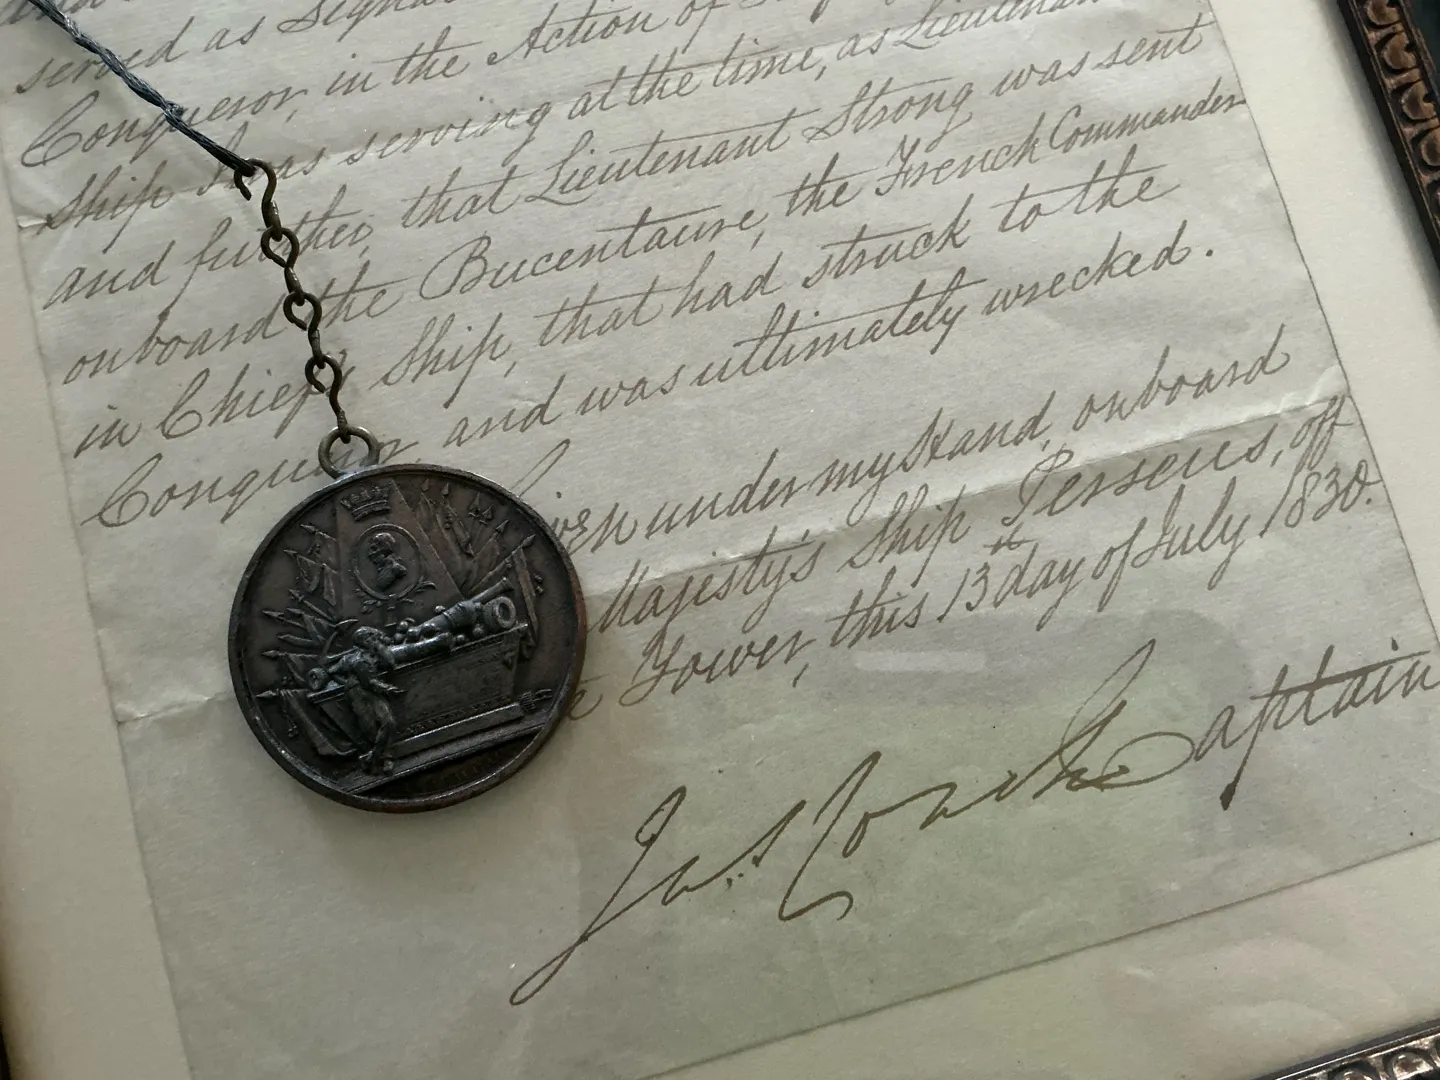 served as Signal
Conqueror, in the Action of
Ship I was serving at the time, as Lieutenant
and further, that Lieutenant Strong was sent
onboard the Bucentaure, the French Commander
in Chief's Ship, that had struck to the
Conqueror, and was ultimately wrecked.
Given under my Hand, onboard
Majesty's Ship Perseus, off
the Tower, this 13th day of July 1830.
Jas. Couch Captain